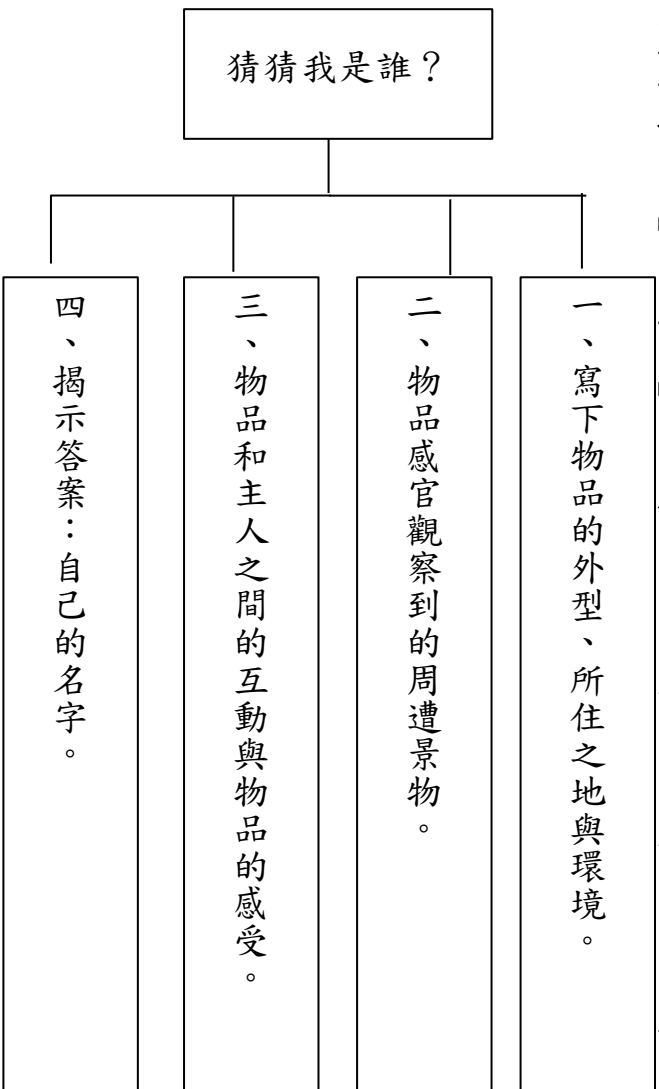 猜猜我是誰？
一、寫下物品的外型、所住之地與環境。
二、物品感官觀察到的周遭景物。
三、物品和主人之間的互動與物品的感受。
四、揭示答案：自己的名字。